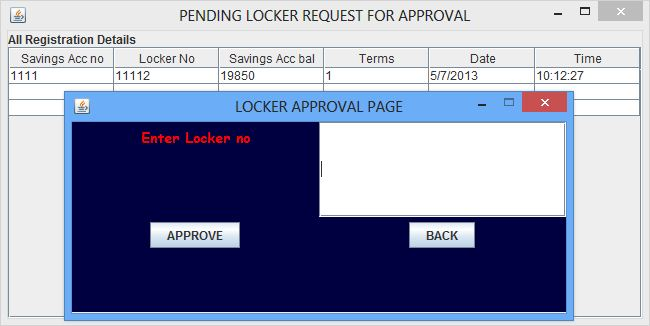 PENDING LOCKER REQUEST FOR APPROVAL
All Registration Details
Savings Acc no Locker No Savings Acc bal Terms Date Time
1111 11112 19850 1 5/7/2013 10:12:27
LOCKER APPROVAL PAGE
Enter Locker no
APPROVE BACK